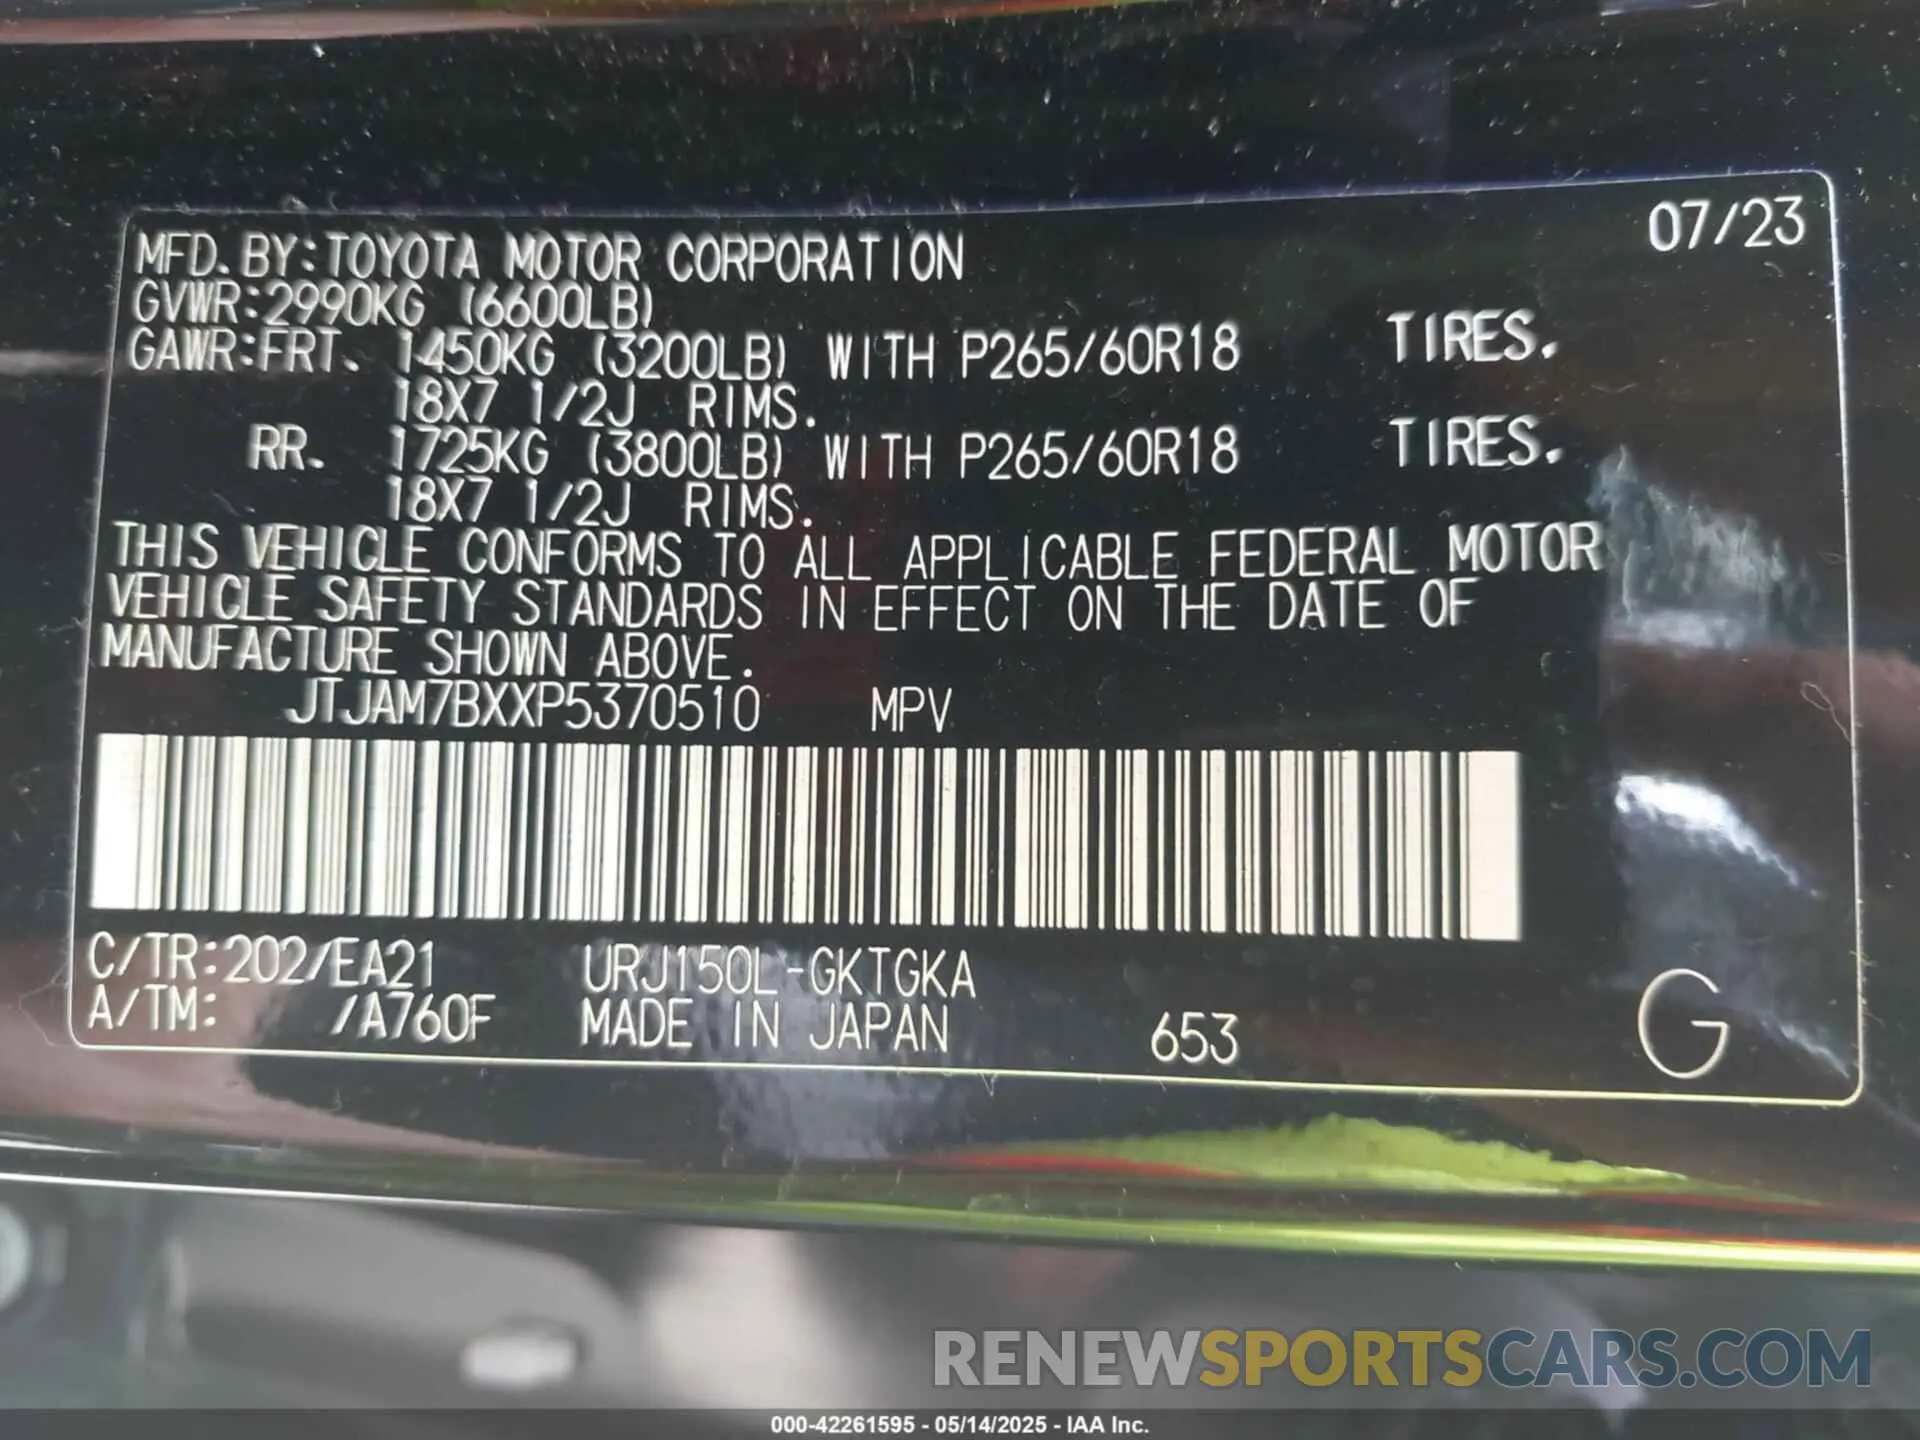 07/23
MFD. BY:TOYOTA MOTOR CORPORATION
GVWR:2990KG (6600LB)
GAWR:FRT. 1450KG (3200LB) WITH P265/60R18 TIRES.
18X7 1/2J RIMS.
RR. 1725KG (3800LB) WITH P265/60R18 TIRES.
18X7 1/2J RIMS.
THIS VEHICLE CONFORMS TO ALL APPLICABLE FEDERAL MOTOR
VEHICLE SAFETY STANDARDS IN EFFECT ON THE DATE OF
MANUFACTURE SHOWN ABOVE.
JTJAM7BXXP5370510 MPV
C/TR:202/EA21 URJ150L-GKTGKA
A/TM: /A760F MADE IN JAPAN 653 G
RENEWSPORTSCARS.COM
000-42261595 - 05/14/2025 - IAA Inc.